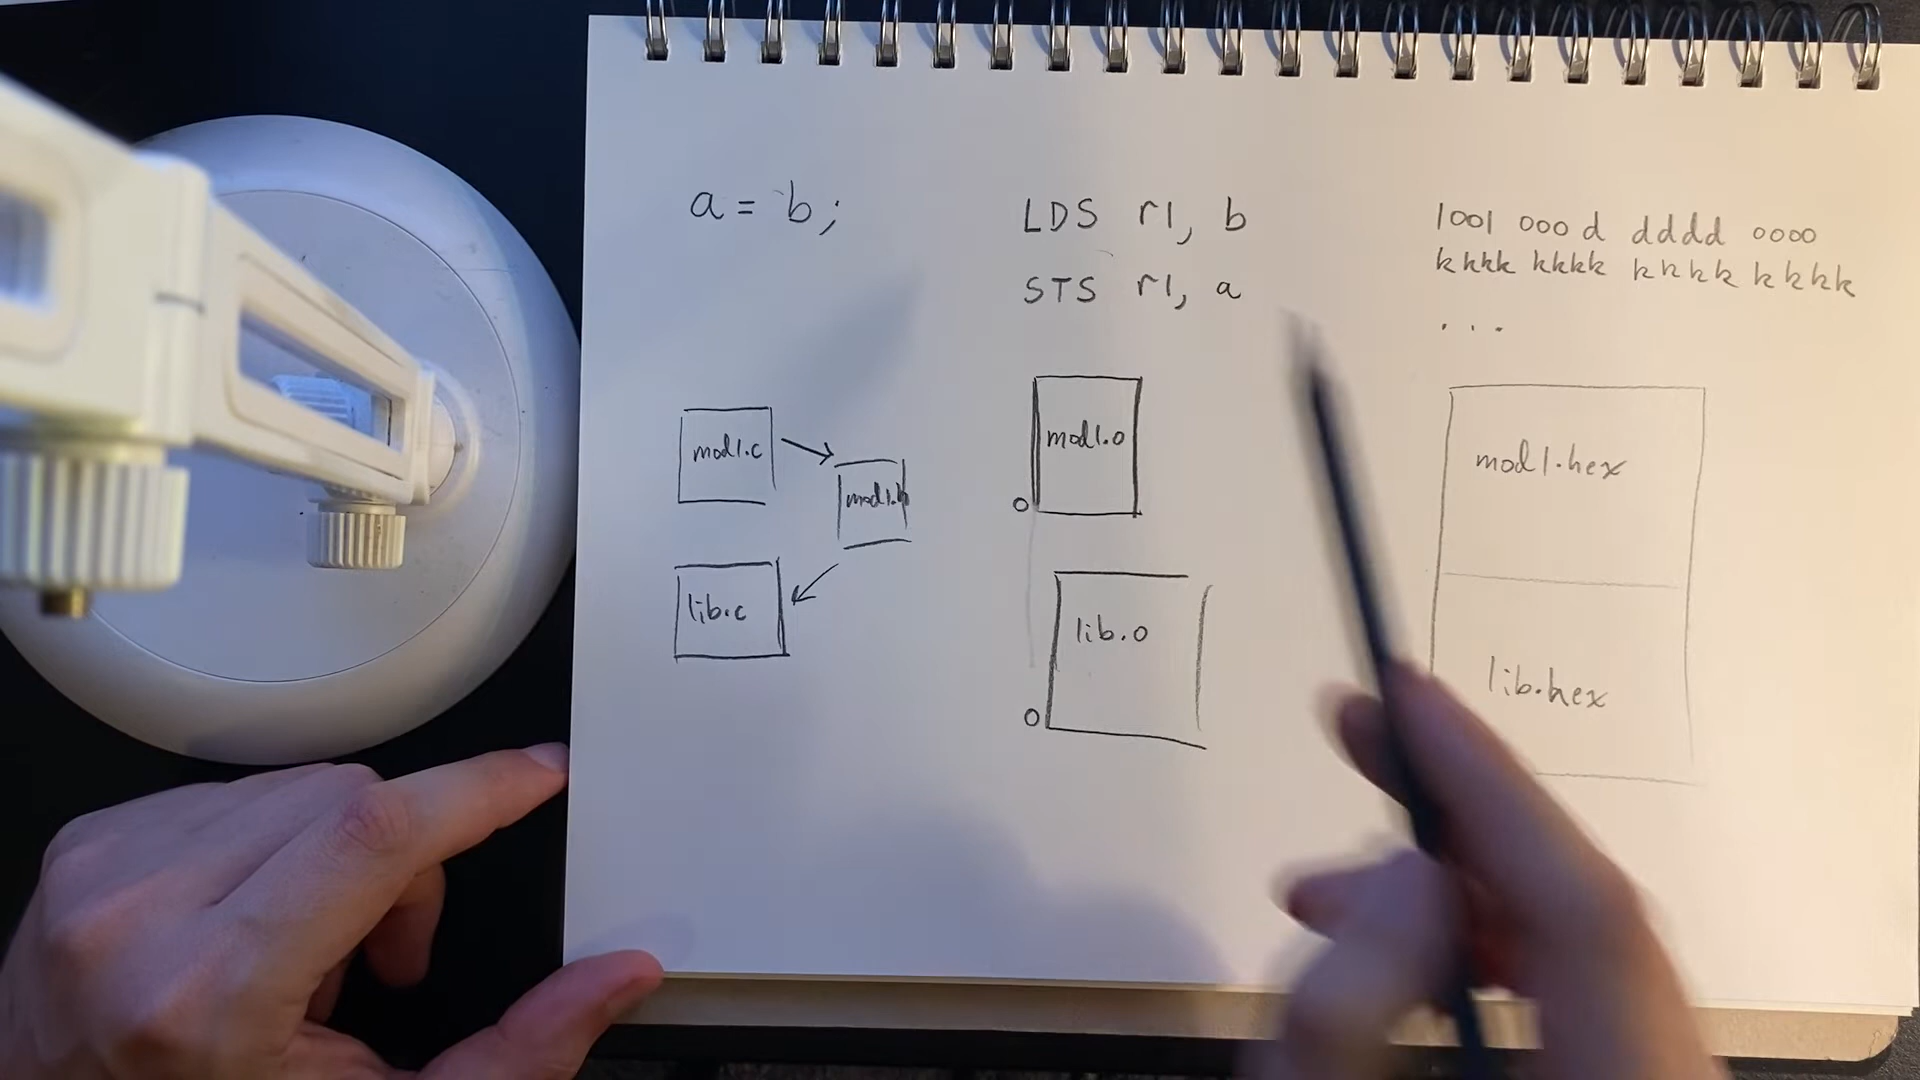 a = b;
LDS r1, b
STS r1, a
1001 000d dddd 0000
kkkk kkkk kkkk kkkk
...
mod1.c
mod1.h
lib.c
mod1.o
0
lib.o
0
mod1.hex
lib.hex